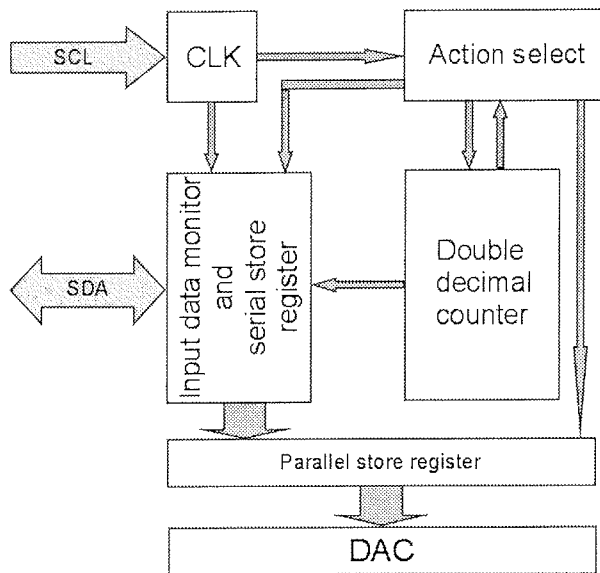 SCL
CLK
Action select
SDA
Input data monitor
and
serial store
register
Double
decimal
counter
Parallel store register
DAC